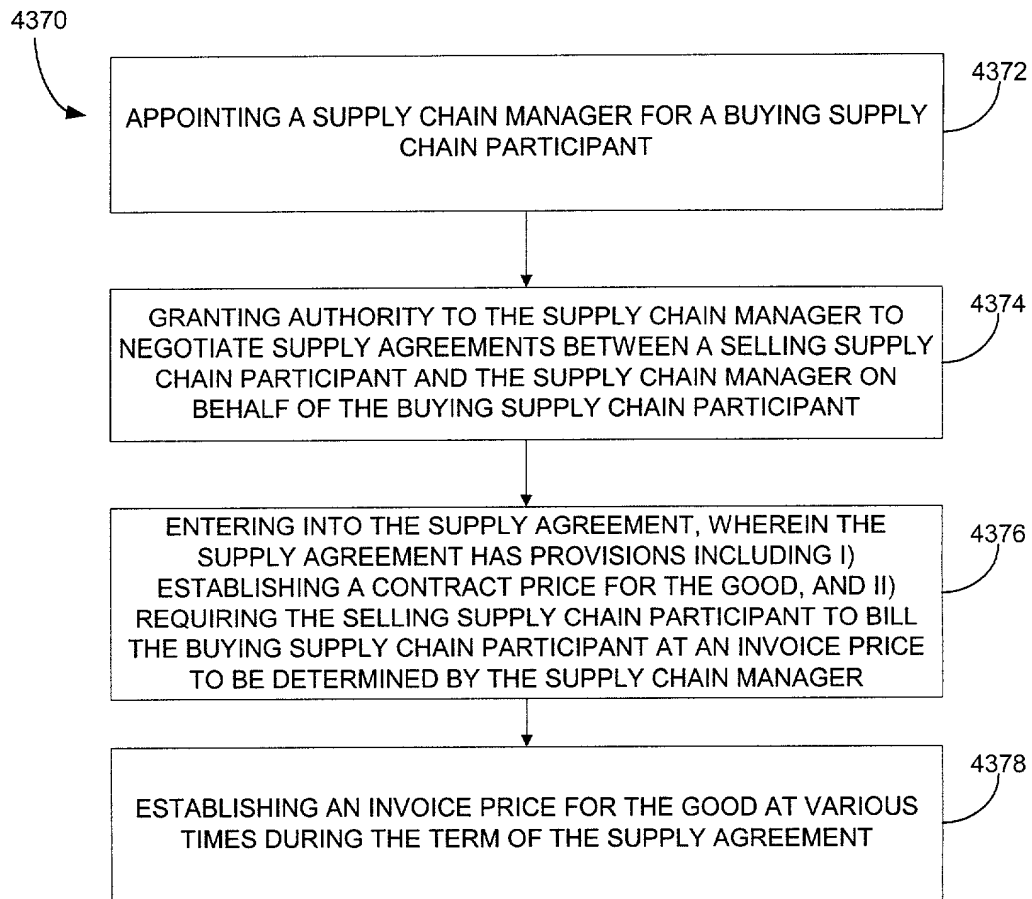 4370
4372
APPOINTING A SUPPLY CHAIN MANAGER FOR A BUYING SUPPLY
CHAIN PARTICIPANT
4374
GRANTING AUTHORITY TO THE SUPPLY CHAIN MANAGER TO
NEGOTIATE SUPPLY AGREEMENTS BETWEEN A SELLING SUPPLY
CHAIN PARTICIPANT AND THE SUPPLY CHAIN MANAGER ON
BEHALF OF THE BUYING SUPPLY CHAIN PARTICIPANT
4376
ENTERING INTO THE SUPPLY AGREEMENT, WHEREIN THE
SUPPLY AGREEMENT HAS PROVISIONS INCLUDING I)
ESTABLISHING A CONTRACT PRICE FOR THE GOOD, AND II)
REQUIRING THE SELLING SUPPLY CHAIN PARTICIPANT TO BILL
THE BUYING SUPPLY CHAIN PARTICIPANT AT AN INVOICE PRICE
TO BE DETERMINED BY THE SUPPLY CHAIN MANAGER
4378
ESTABLISHING AN INVOICE PRICE FOR THE GOOD AT VARIOUS
TIMES DURING THE TERM OF THE SUPPLY AGREEMENT